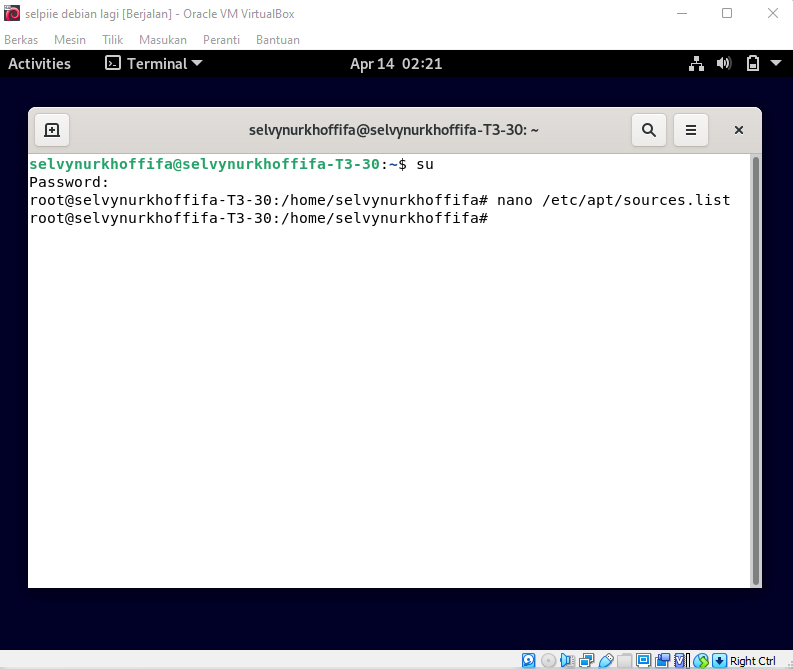 selpiie debian lagi [Berjalan] - Oracle VM VirtualBox
Berkas Mesin Tilik Masukan Peranti Bantuan
Activities Terminal Apr 14 02:21
selvynurkhoffifa@selvynurkhoffifa-T3-30: ~
selvynurkhoffifa@selvynurkhoffifa-T3-30:~$ su
Password:
root@selvynurkhoffifa-T3-30:/home/selvynurkhoffifa# nano /etc/apt/sources.list
root@selvynurkhoffifa-T3-30:/home/selvynurkhoffifa#
Right Ctrl